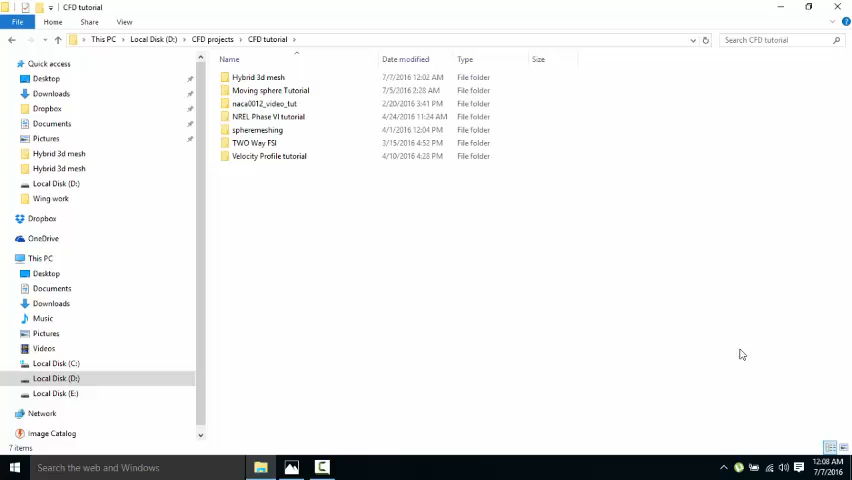 CFD tutorial
File Home Share View
This PC Local Disk (D:) CFD projects CFD tutorial Search CFD tutorial
Name Date modified Type Size
Quick access
Desktop
Downloads
Dropbox
Documents
Pictures
Hybrid 3d mesh
Hybrid 3d mesh
Local Disk (D:)
Wing work
Dropbox
OneDrive
This PC
Desktop
Documents
Downloads
Music
Pictures
Videos
Local Disk (C:)
Local Disk (D:)
Local Disk (E:)
Network
Image Catalog
Hybrid 3d mesh 7/7/2016 12:02 AM File folder
Moving sphere Tutorial 7/5/2016 2:28 AM File folder
naca0012_video_tut 2/20/2016 3:41 PM File folder
NREL Phase VI tutorial 4/24/2016 11:24 AM File folder
spheremeshing 4/1/2016 12:04 PM File folder
TWO Way FSI 3/15/2016 4:52 PM File folder
Velocity Profile tutorial 4/10/2016 4:28 PM File folder
7 items
Search the web and Windows
12:08 AM
7/7/2016